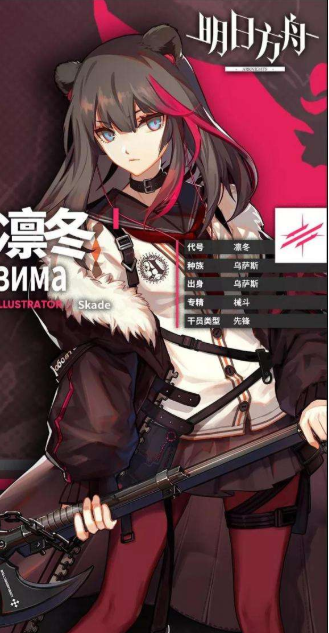 明日方舟
ARKNIGHTS
凛冬
ЗИМА
ILLUSTRATOR / Skade
代号 凛冬
种族 乌萨斯
出身 乌萨斯
专精 械斗
干员类型 先锋